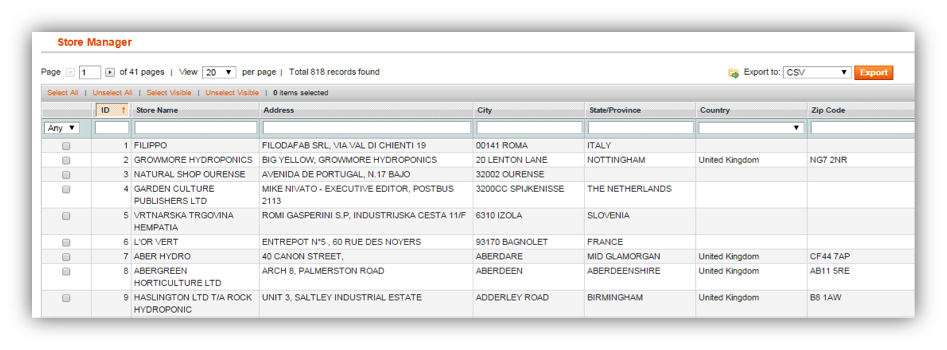 Store Manager
Page 1 of 41 pages | View 20 per page | Total 818 records found Export to: CSV Export
Select All | Unselect All | Select Visible | Unselect Visible | 0 items selected
ID Store Name Address City State/Province Country Zip Code
Any
1 FILIPPO FILODAFAB SRL, VIA VAL DI CHIENTI 19 00141 ROMA ITALY
2 GROWMORE HYDROPONICS BIG YELLOW, GROWMORE HYDROPONICS 20 LENTON LANE NOTTINGHAM United Kingdom NG7 2NR
3 NATURAL SHOP OURENSE AVENIDA DE PORTUGAL, N.17 BAJO 32002 OURENSE
4 GARDEN CULTURE MIKE NIVATO - EXECUTIVE EDITOR, POSTBUS 3200CC SPIJKENISSE THE NETHERLANDS
PUBLISHERS LTD 2113
5 VRTNARSKA TRGOVINA ROMI GASPERINI S.P, INDUSTRIJSKA CESTA 11/F 6310 IZOLA SLOVENIA
HEMPATIA
6 L'OR VERT ENTREPOT N°5 , 60 RUE DES NOYERS 93170 BAGNOLET FRANCE
7 ABER HYDRO 40 CANON STREET, ABERDARE MID GLAMORGAN United Kingdom CF44 7AP
8 ABERGREEN ARCH 8, PALMERSTON ROAD ABERDEEN ABERDEENSHIRE United Kingdom AB11 5RE
HORTICULTURE LTD
9 HASLINGTON LTD T/A ROCK UNIT 3, SALTLEY INDUSTRIAL ESTATE ADDERLEY ROAD BIRMINGHAM United Kingdom B8 1AW
HYDROPONIC